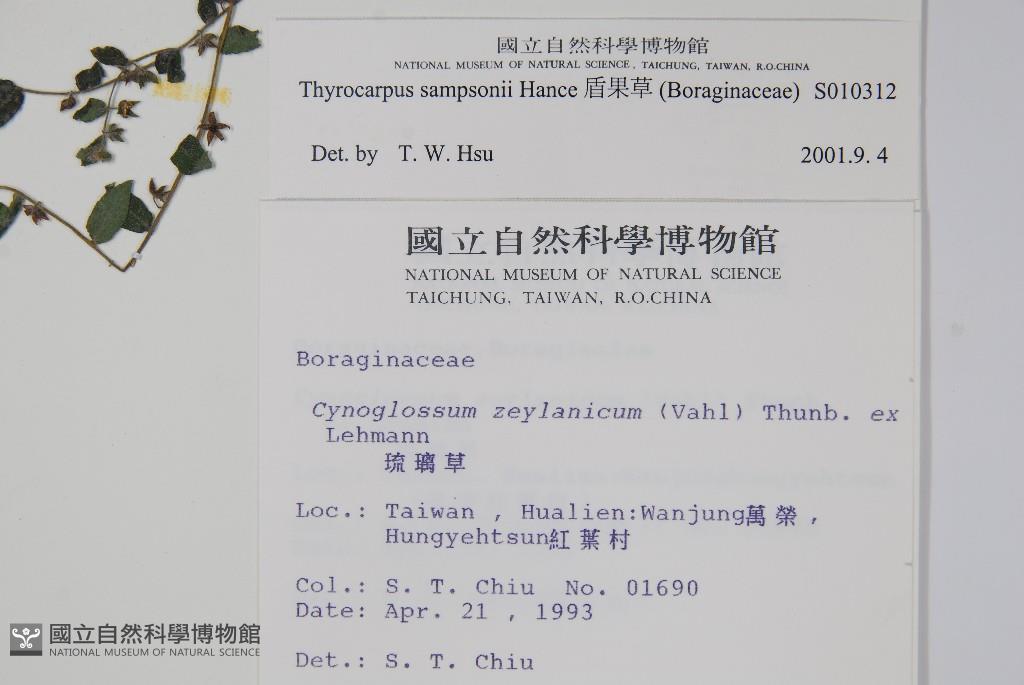 國立自然科學博物館
NATIONAL MUSEUM OF NATURAL SCIENCE, TAICHUNG, TAIWAN, R.O.CHINA
Thyrocarpus sampsonii Hance 盾果草 (Boraginaceae) S010312
Det. by T. W. Hsu 2001.9. 4
國立自然科學博物館
NATIONAL MUSEUM OF NATURAL SCIENCE
TAICHUNG, TAIWAN, R.O.CHINA
Boraginaceae
Cynoglossum zeylanicum (Vahl) Thunb. ex
Lehmann
琉璃草
Loc.: Taiwan , Hualien:Wanjung萬榮 ,
Hungyehtsun紅葉村
Col.: S. T. Chiu No. 01690
Date: Apr. 21 , 1993
Det.: S. T. Chiu
國立自然科學博物館
NATIONAL MUSEUM OF NATURAL SCIENCE